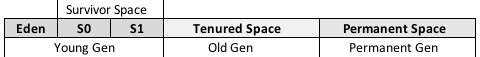 Survivor Space
Eden S0 S1 Tenured Space Permanent Space
Young Gen Old Gen Permanent Gen